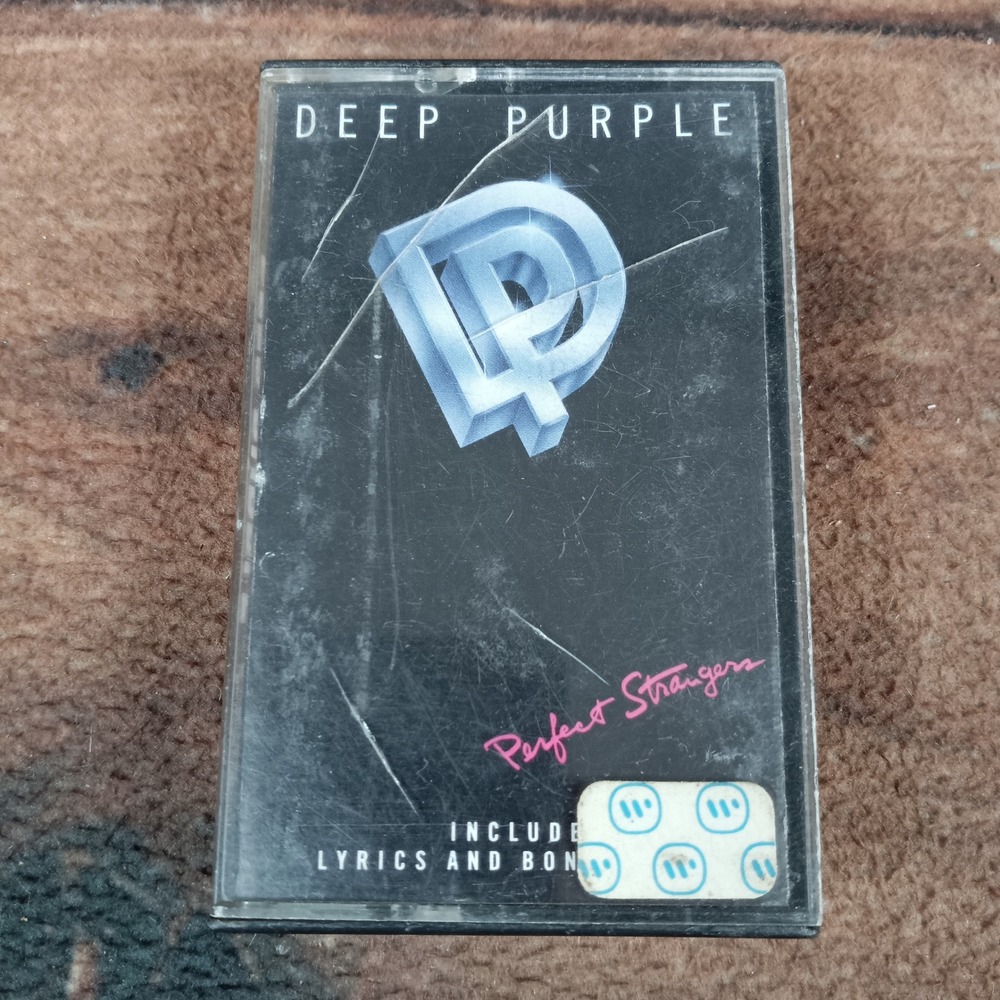 DEEP PURPLE
Perfect Strangers
INCLUDE
LYRICS AND BON